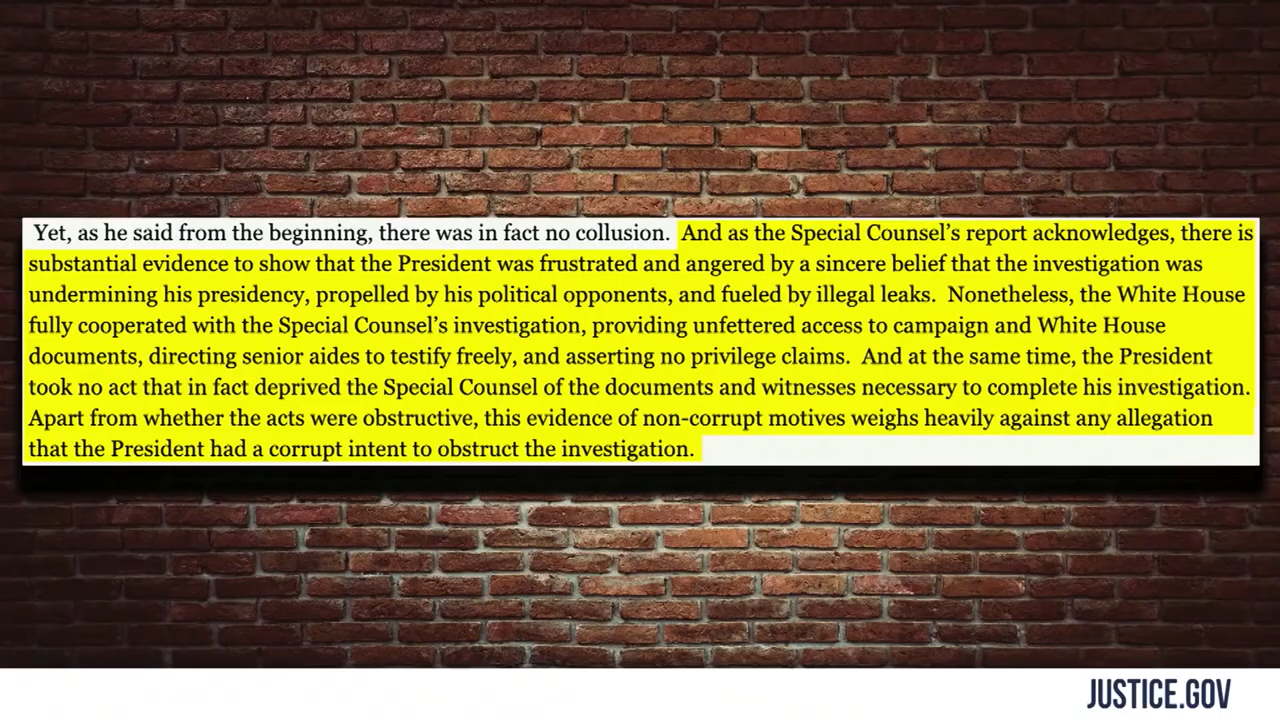 Yet, as he said from the beginning, there was in fact no collusion. And as the Special Counsel’s report acknowledges, there is
substantial evidence to show that the President was frustrated and angered by a sincere belief that the investigation was
undermining his presidency, propelled by his political opponents, and fueled by illegal leaks. Nonetheless, the White House
fully cooperated with the Special Counsel’s investigation, providing unfettered access to campaign and White House
documents, directing senior aides to testify freely, and asserting no privilege claims. And at the same time, the President
took no act that in fact deprived the Special Counsel of the documents and witnesses necessary to complete his investigation.
Apart from whether the acts were obstructive, this evidence of non-corrupt motives weighs heavily against any allegation
that the President had a corrupt intent to obstruct the investigation.
JUSTICE.GOV